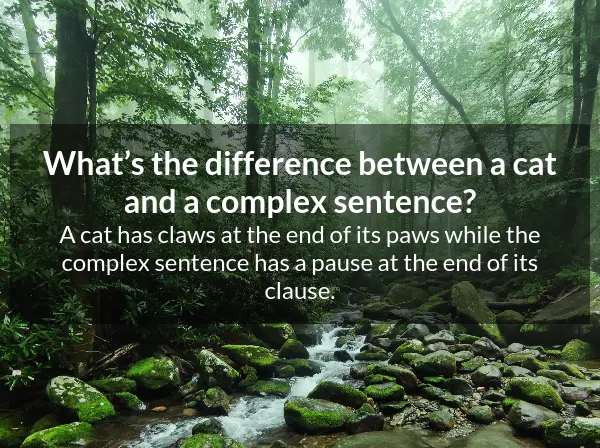 What’s the difference between a cat
and a complex sentence?
A cat has claws at the end of its paws while the
complex sentence has a pause at the end of its
clause.